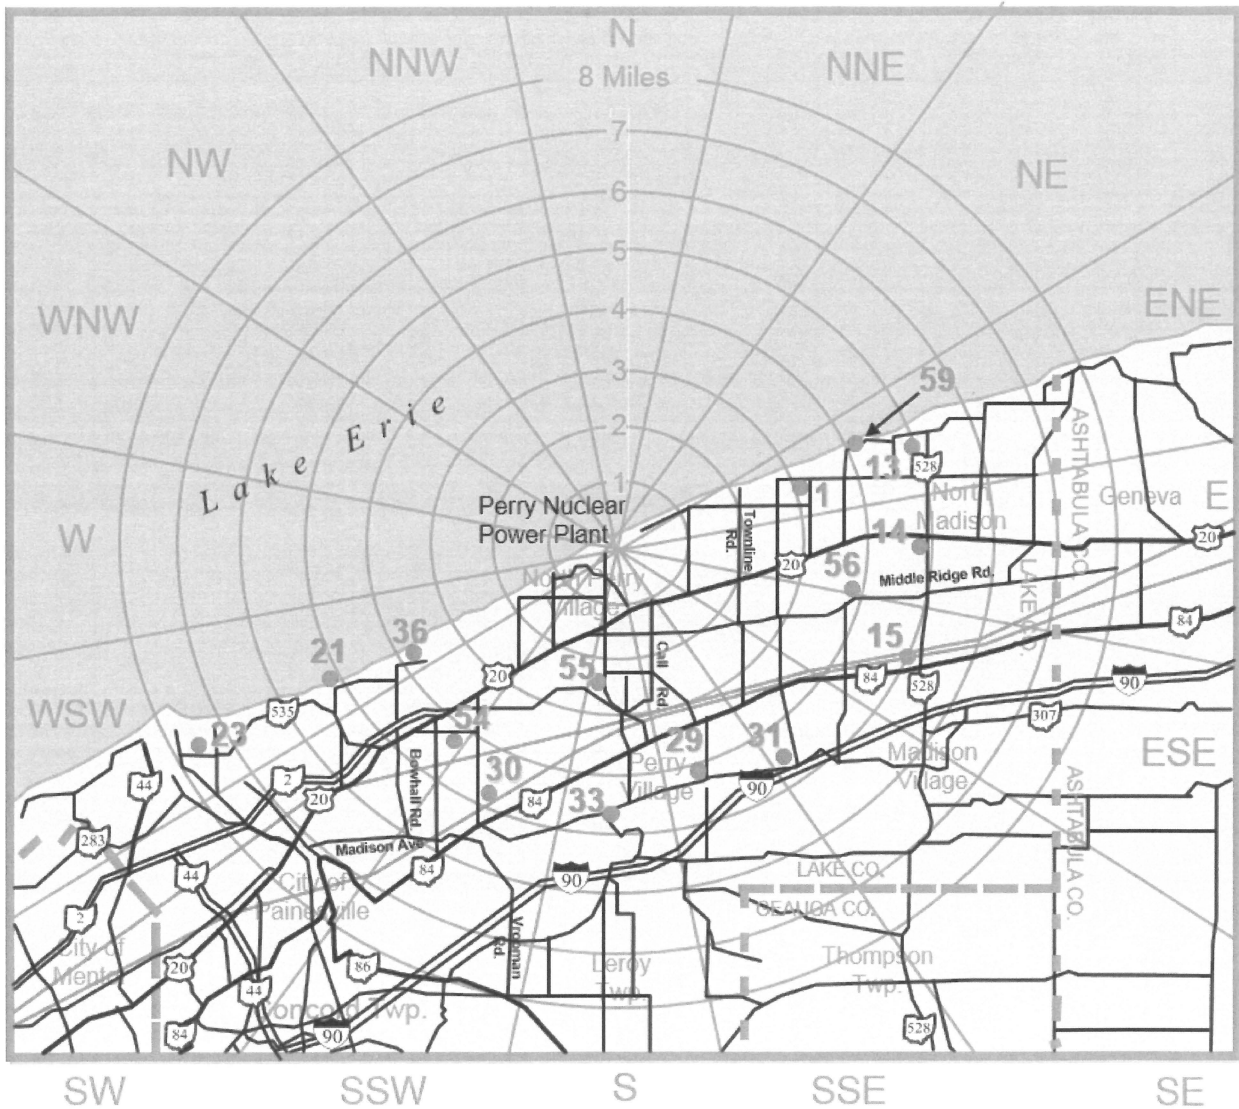 N
NNW
NNE
8 Miles
7
NW
NE
6
5
WNW
4
ENE
3
59
2
Lake Erie
ASHTABULA CO.
13
528
1
1
North
Madison
Geneva
E
Perry Nuclear
Power Plant
W
Townline
Rd.
14
20
20
56
Middle Ridge Rd.
North Perry
Village
LAKE CO.
84
36
21
55
Call Rd
15
20
84
528
90
535
WSW
307
23
54
29
31
Madison
Village
ESE
Perry
Village
44
2
20
Bowhall Rd
30
84
33
90
ASHTABULA CO.
283
Madison Ave
84
90
LAKE CO.
44
City of
Painesville
GEAUGA CO.
2
Vrooman
Rd.
City of
Mentor
20
86
Leroy
Twp.
Thompson
Twp.
44
Concord Twp.
84
90
528
SW
SSW
S
SSE
SE